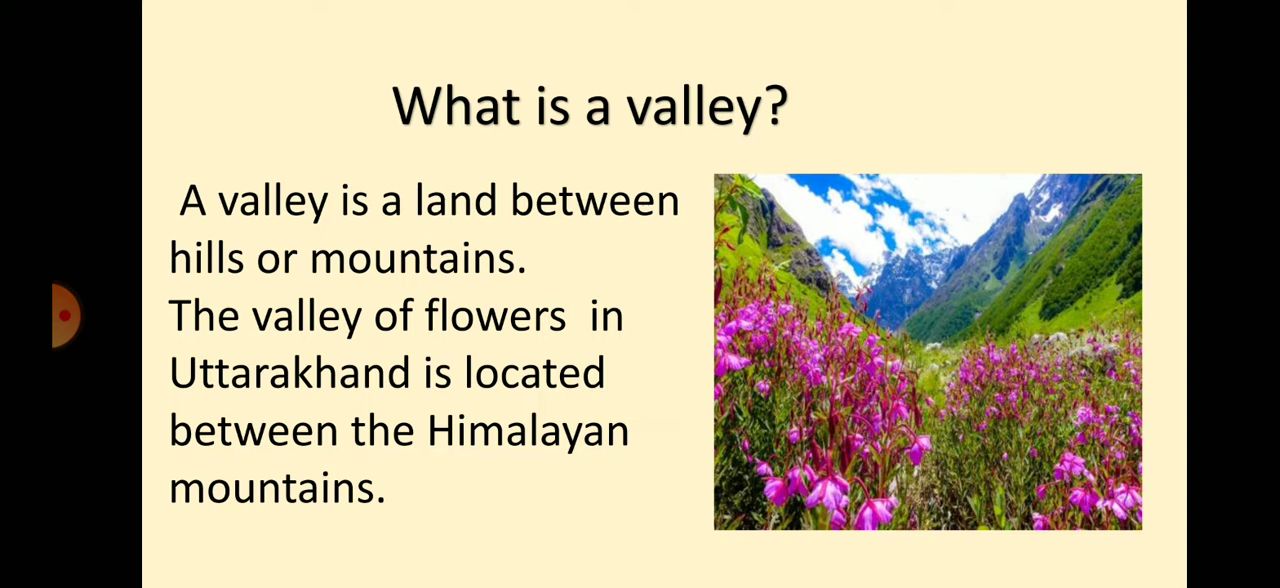 What is a valley?
A valley is a land between
hills or mountains.
The valley of flowers  in
Uttarakhand is located
between the Himalayan
mountains.